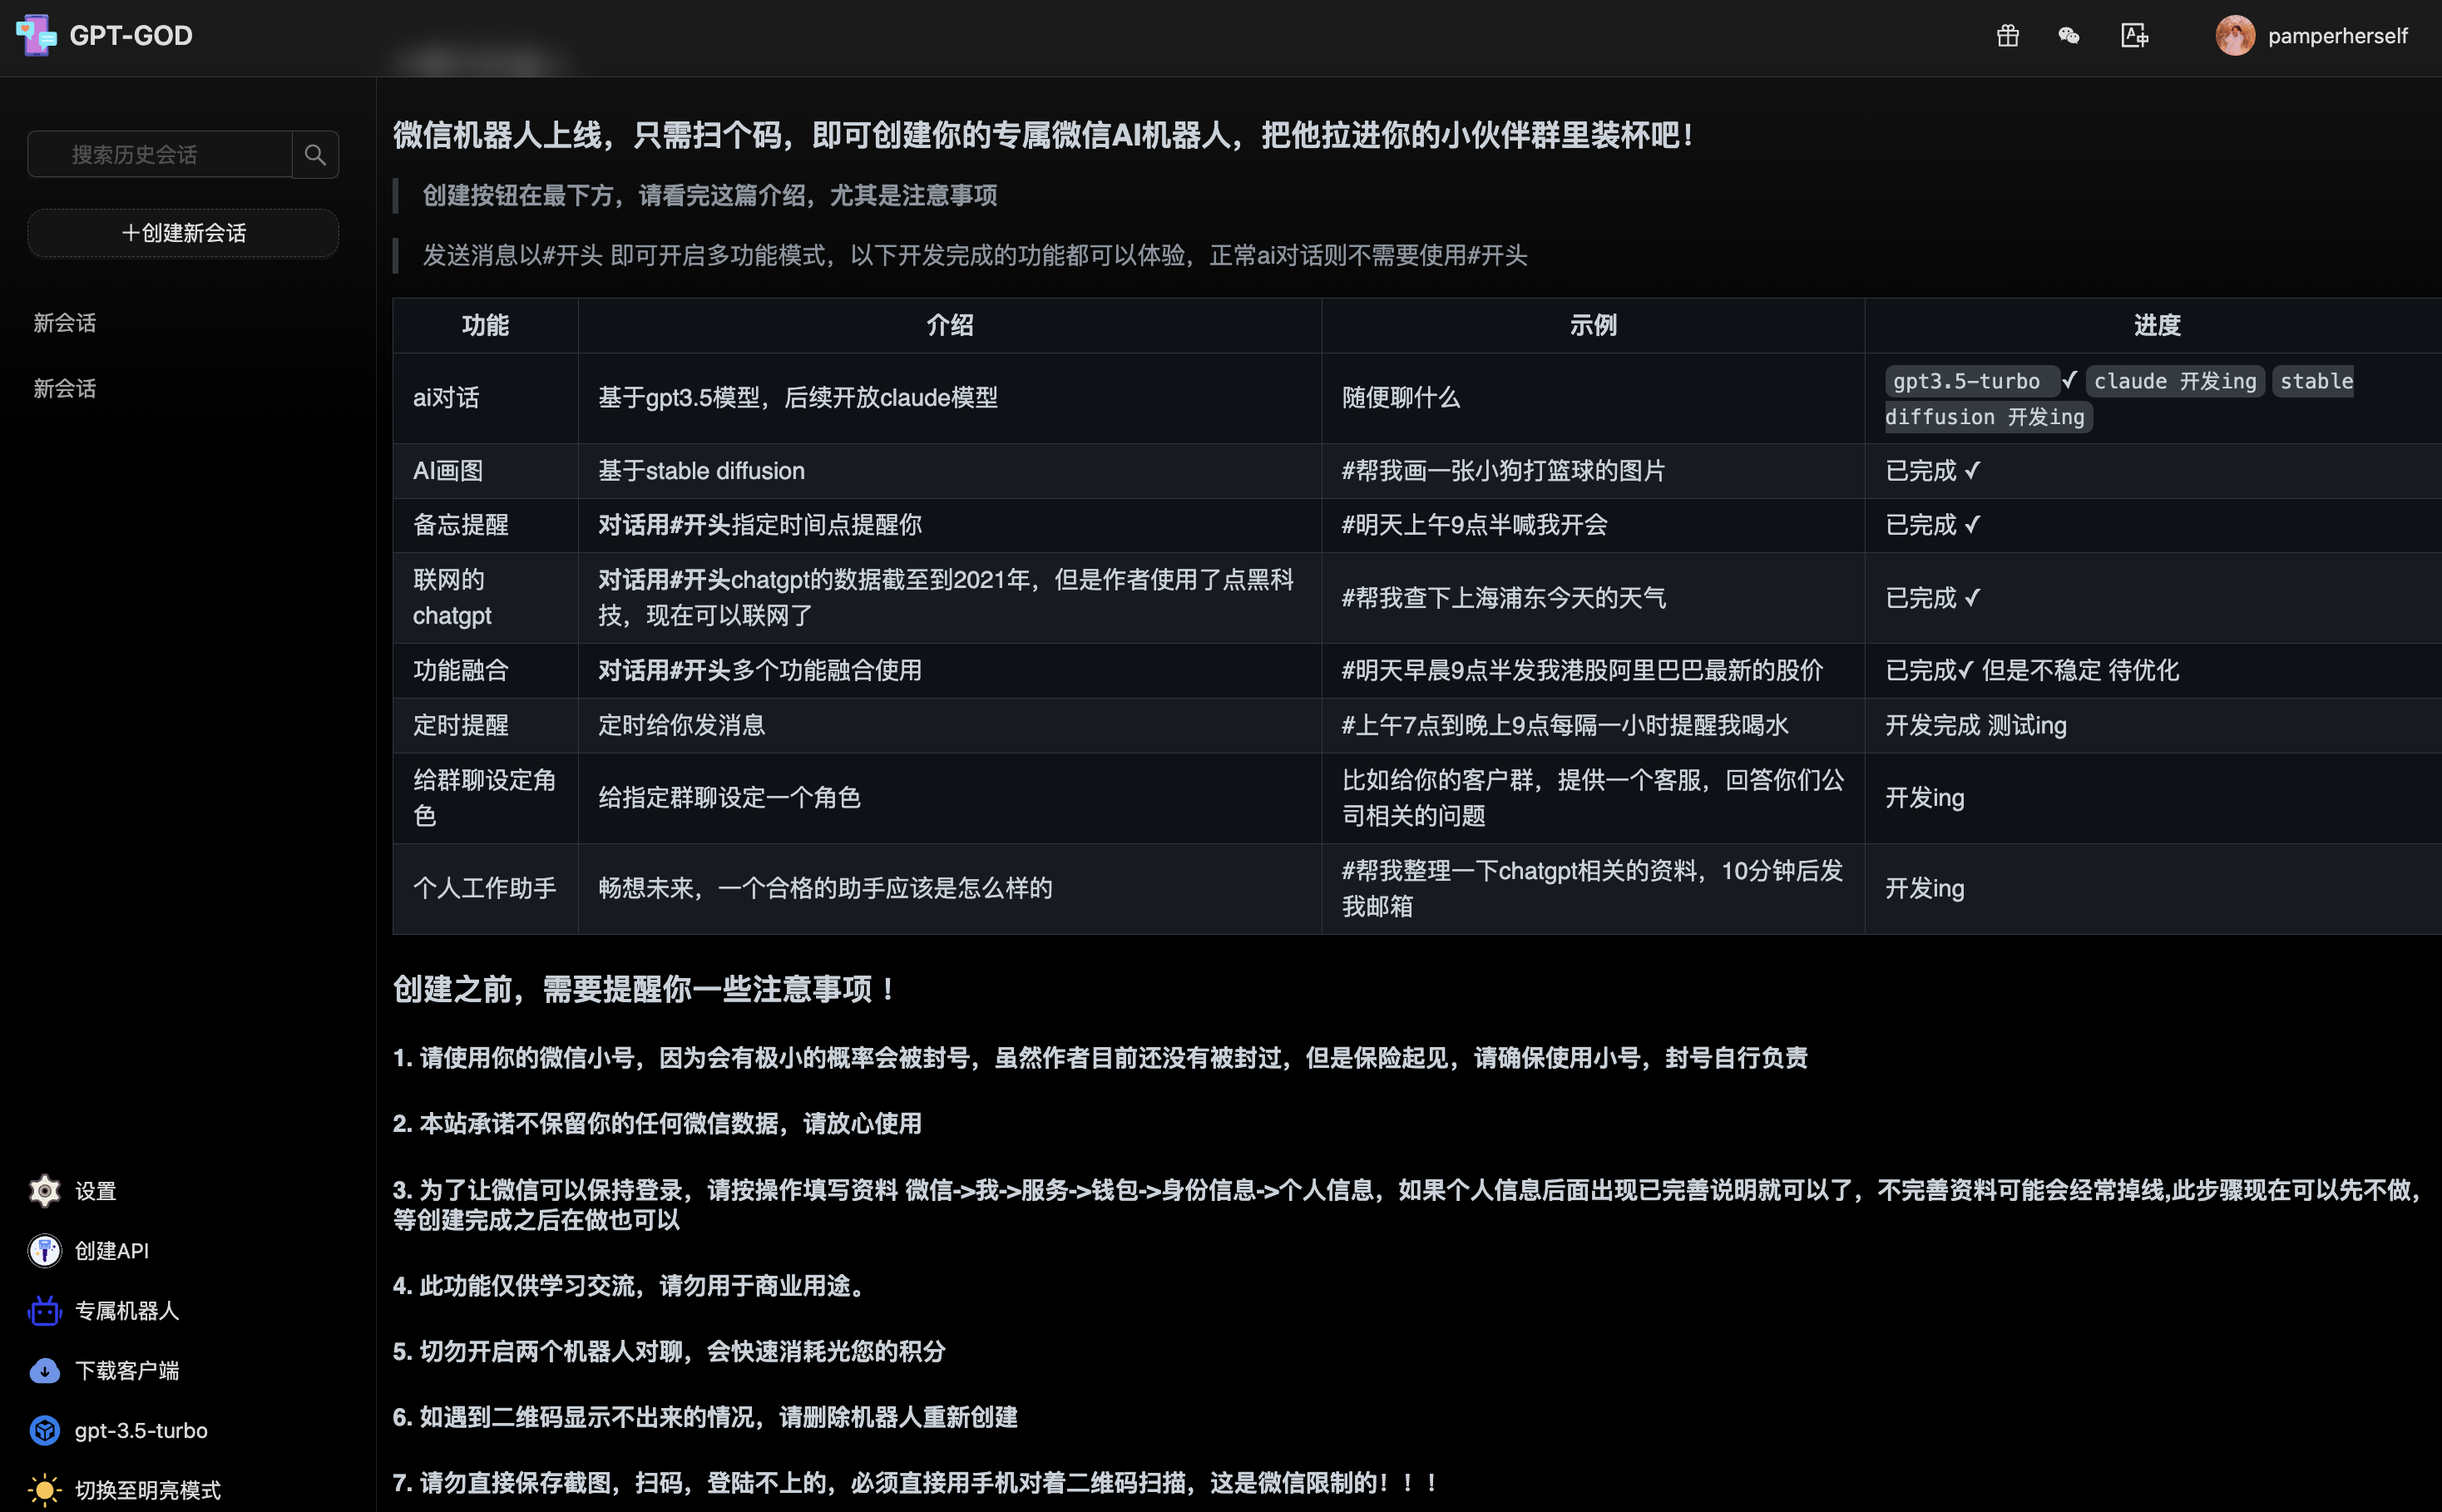 GPT-GOD
pamperherself
搜索历史会话
十创建新会话
新会话
新会话
设置
创建API
专属机器人
下载客户端
gpt-3.5-turbo
切换至明亮模式
微信机器人上线，只需扫个码，即可创建你的专属微信AI机器人，把他拉进你的小伙伴群里装杯吧！
创建按钮在最下方，请看完这篇介绍，尤其是注意事项
发送消息以#开头 即可开启多功能模式，以下开发完成的功能都可以体验，正常ai对话则不需要使用#开头
功能 介绍 示例 进度
ai对话 基于gpt3.5模型，后续开放claude模型 随便聊什么 gpt3.5-turbo ✓ claude 开发ing stable
diffusion 开发ing
AI画图 基于stable diffusion #帮我画一张小狗打篮球的图片 已完成 ✓
备忘提醒 对话用#开头指定时间点提醒你 #明天上午9点半喊我开会 已完成 ✓
联网的
chatgpt
对话用#开头chatgpt的数据截至到2021年，但是作者使用了点黑科
技，现在可以联网了
#帮我查下上海浦东今天的天气 已完成 ✓
功能融合 对话用#开头多个功能融合使用 #明天早晨9点半发我港股阿里巴巴最新的股价 已完成✓ 但是不稳定 待优化
定时提醒 定时给你发消息 #上午7点到晚上9点每隔一小时提醒我喝水 开发完成 测试ing
给群聊设定角
色
给指定群聊设定一个角色
比如给你的客户群，提供一个客服，回答你们公
司相关的问题
开发ing
个人工作助手 畅想未来，一个合格的助手应该是怎么样的
#帮我整理一下chatgpt相关的资料，10分钟后发
我邮箱
开发ing
创建之前，需要提醒你一些注意事项！
1. 请使用你的微信小号，因为会有极小的概率会被封号，虽然作者目前还没有被封过，但是保险起见，请确保使用小号，封号自行负责
2. 本站承诺不保留你的任何微信数据，请放心使用
3. 为了让微信可以保持登录，请按操作填写资料 微信->我->服务->钱包->身份信息->个人信息，如果个人信息后面出现已完善说明就可以了，不完善资料可能会经常掉线,此步骤现在可以先不做，
等创建完成之后在做也可以
4. 此功能仅供学习交流，请勿用于商业用途。
5. 切勿开启两个机器人对聊，会快速消耗光您的积分
6. 如遇到二维码显示不出来的情况，请删除机器人重新创建
7. 请勿直接保存截图，扫码，登陆不上的，必须直接用手机对着二维码扫描，这是微信限制的！！！